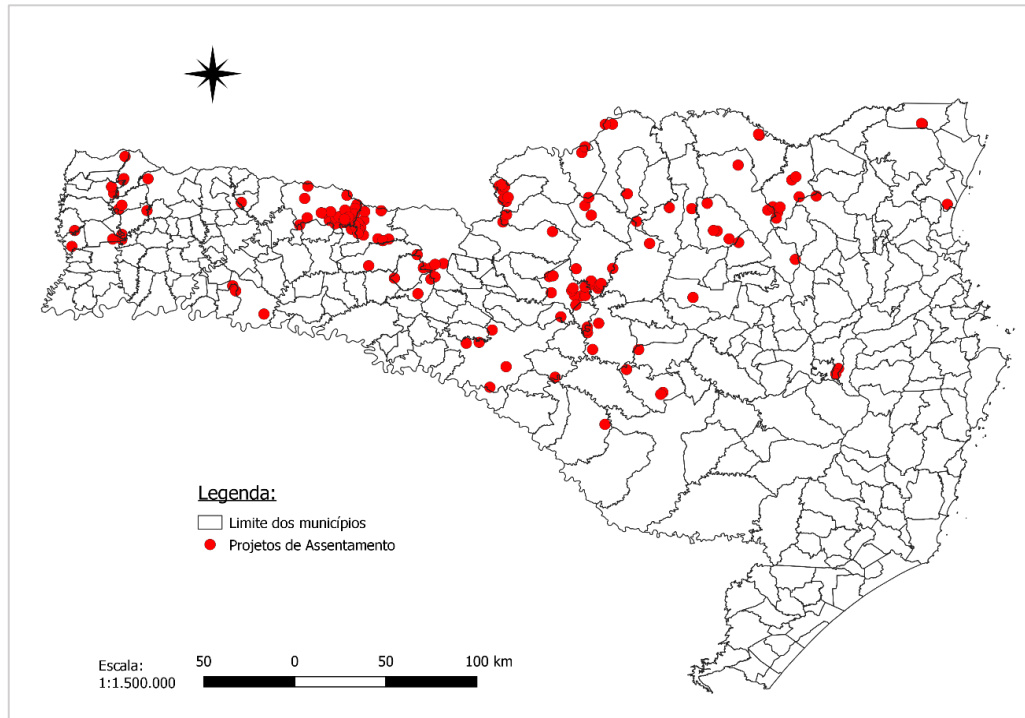 Legenda:
Limite dos municípios
Projetos de Assentamento
Escala:
1:1.500.000
50 0 50 100 km